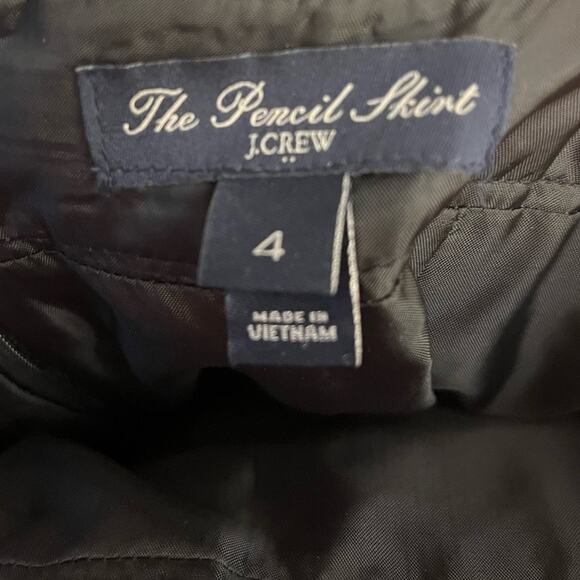 The Pencil Skirt
J.CREW
4
MADE IN
VIETNAM